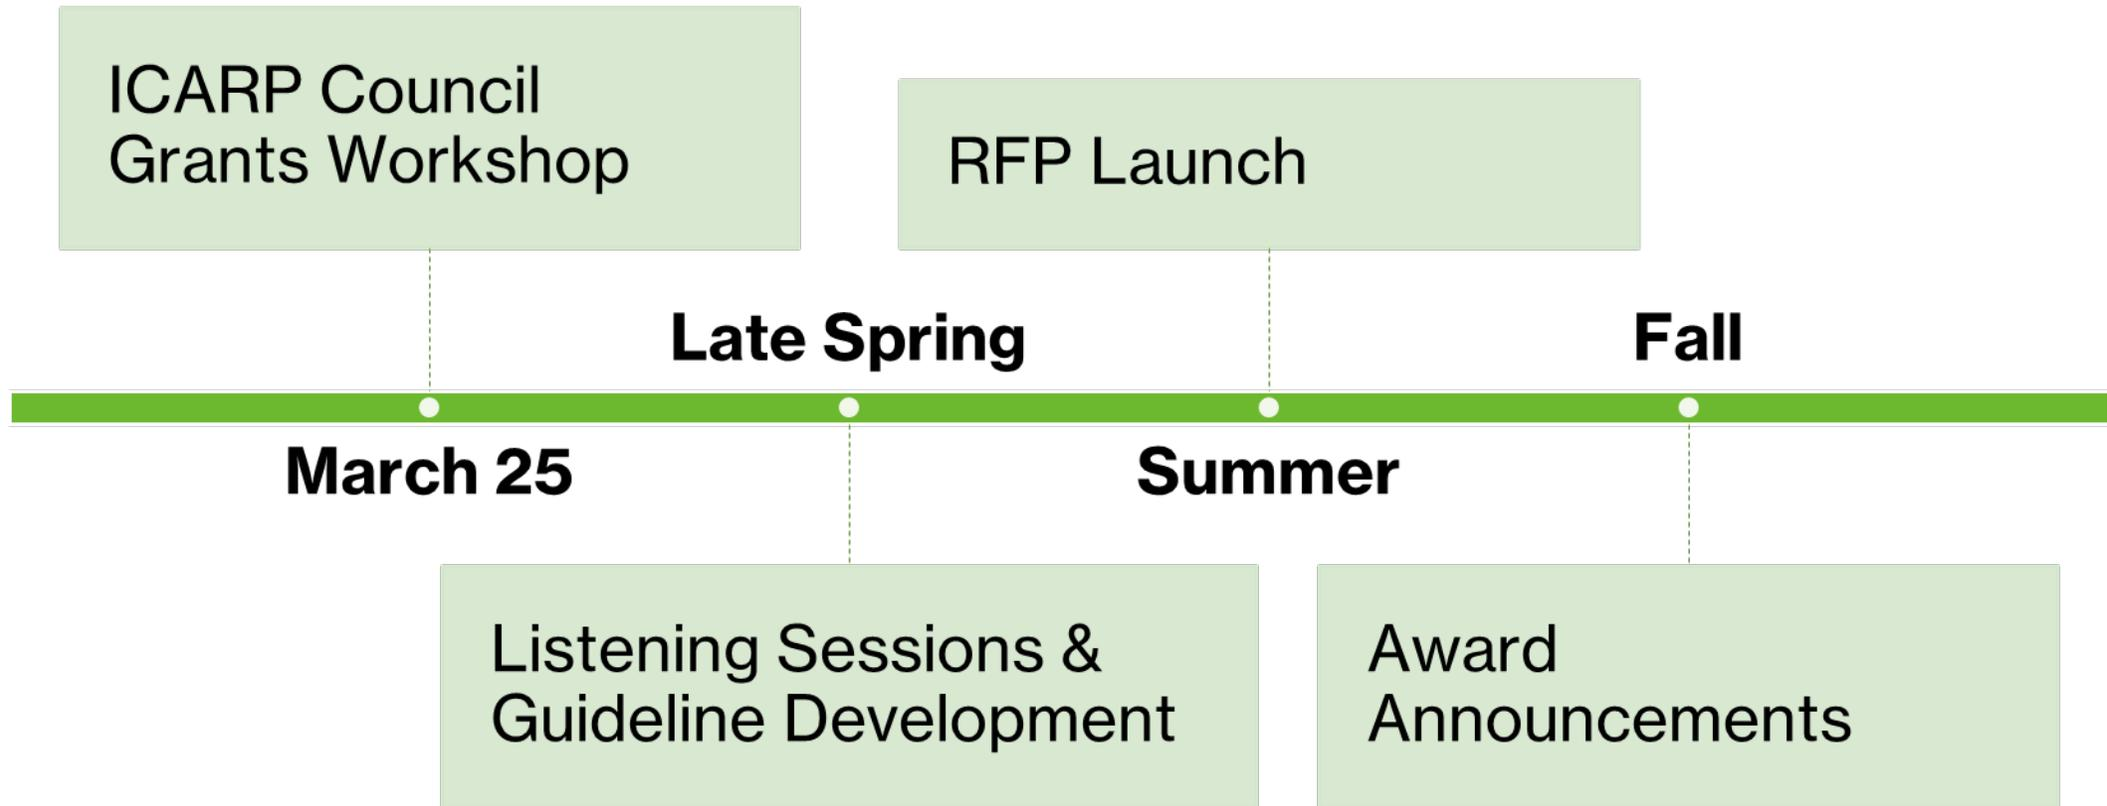 ICARP Council
Grants Workshop
RFP Launch
Late Spring
Fall
March 25
Summer
Listening Sessions &
Guideline Development
Award
Announcements